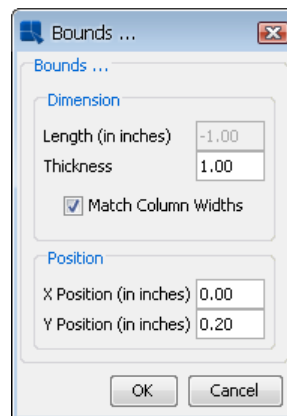 Bounds ...
Bounds ...
Dimension
Length (in inches) -1.00
Thickness 1.00
Match Column Widths
Position
X Position (in inches) 0.00
Y Position (in inches) 0.20
OK Cancel